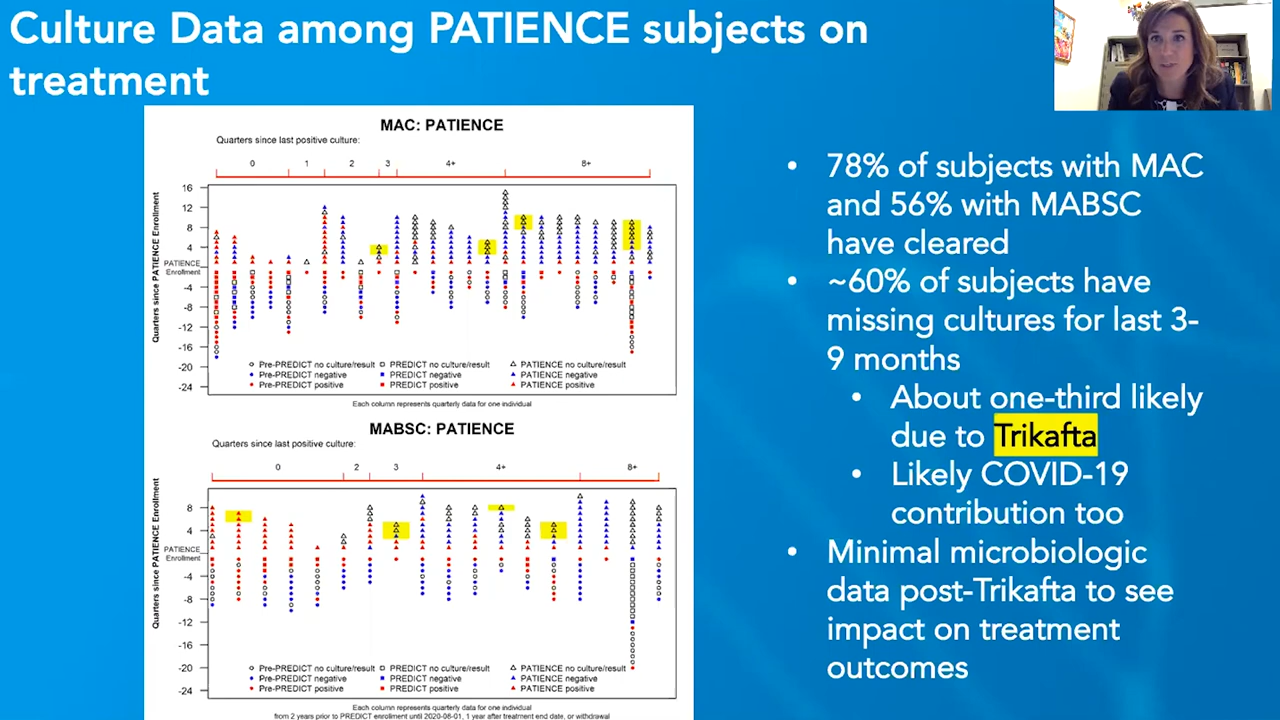 Culture Data among PATIENCE subjects on
treatment
MAC: PATIENCE
Quarters since last positive culture:
0 1 2 3 4+ 8+
Quarters since PATIENCE Enrollment
16
12
8
4
PATIENCE
Enrollment
-4
-8
-12
-16
-20
-24
Pre-PREDICT no culture/result PREDICT no culture/result PATIENCE no culture/result
Pre-PREDICT negative PREDICT negative PATIENCE negative
Pre-PREDICT positive PREDICT positive PATIENCE positive
Each column represents quarterly data for one individual
MABSC: PATIENCE
Quarters since last positive culture:
0 2 3 4+ 8+
Quarters since PATIENCE Enrollment
8
4
PATIENCE
Enrollment
-4
-8
-12
-16
-20
-24
Pre-PREDICT no culture/result PREDICT no culture/result PATIENCE no culture/result
Pre-PREDICT negative PREDICT negative PATIENCE negative
Pre-PREDICT positive PREDICT positive PATIENCE positive
Each column represents quarterly data for one individual
from 2 years prior to PREDICT enrollment until 2020-08-01, 1 year after treatment end date, or withdrawal
• 78% of subjects with MAC
and 56% with MABSC
have cleared
• ~60% of subjects have
missing cultures for last 3-
9 months
• About one-third likely
due to Trikafta
• Likely COVID-19
contribution too
• Minimal microbiologic
data post-Trikafta to see
impact on treatment
outcomes